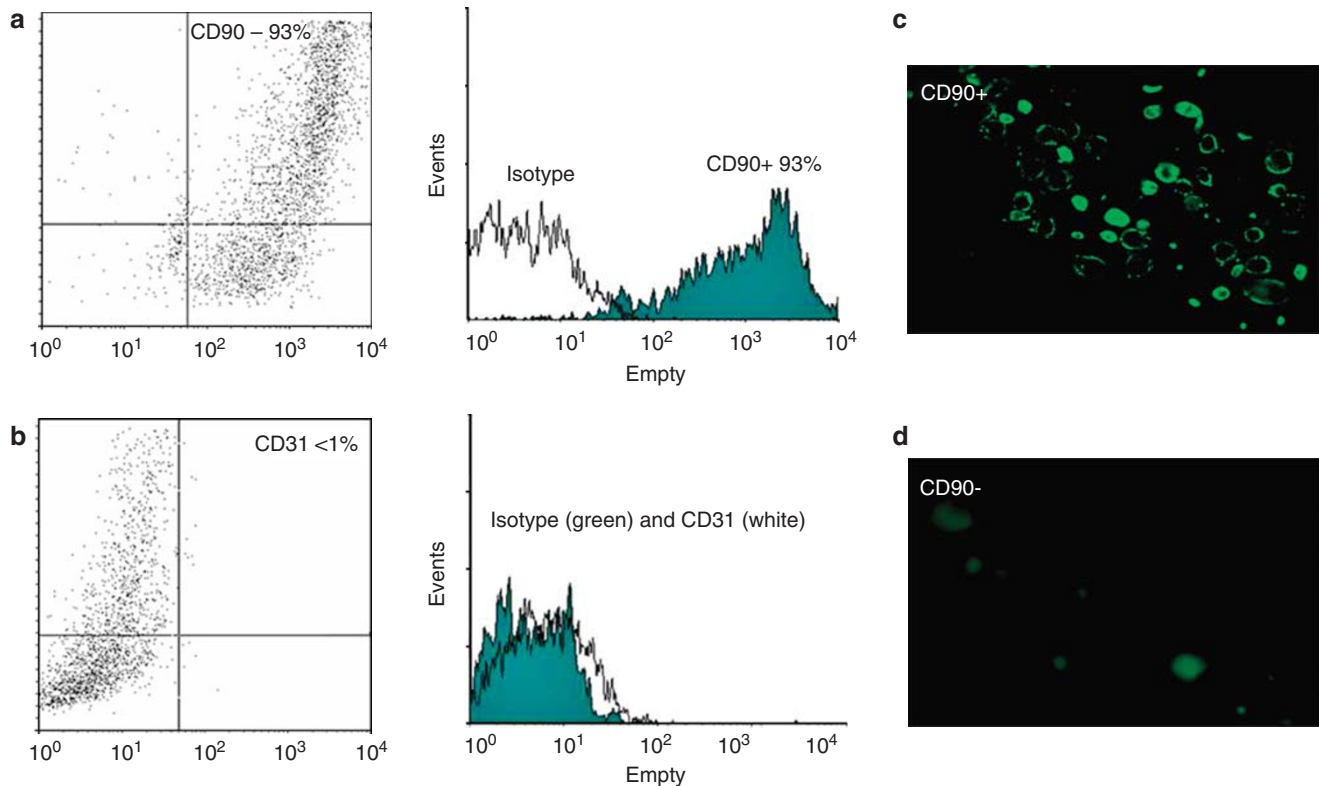 a
CD90 – 93%
10⁰ 10¹ 10² 10³ 10⁴
Events
Isotype
CD90+ 93%
10⁰ 10¹ 10² 10³ 10⁴
Empty
c
CD90+
b
CD31 <1%
10⁰ 10¹ 10² 10³ 10⁴
Events
Isotype (green) and CD31 (white)
10⁰ 10¹ 10² 10³ 10⁴
Empty
d
CD90-